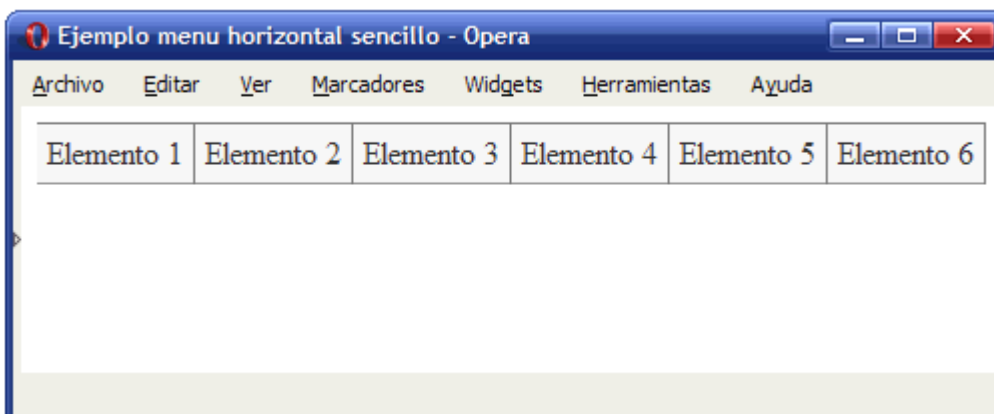 Ejemplo menu horizontal sencillo - Opera
Archivo Editar Ver Marcadores Widgets Herramientas Ayuda
Elemento 1 Elemento 2 Elemento 3 Elemento 4 Elemento 5 Elemento 6